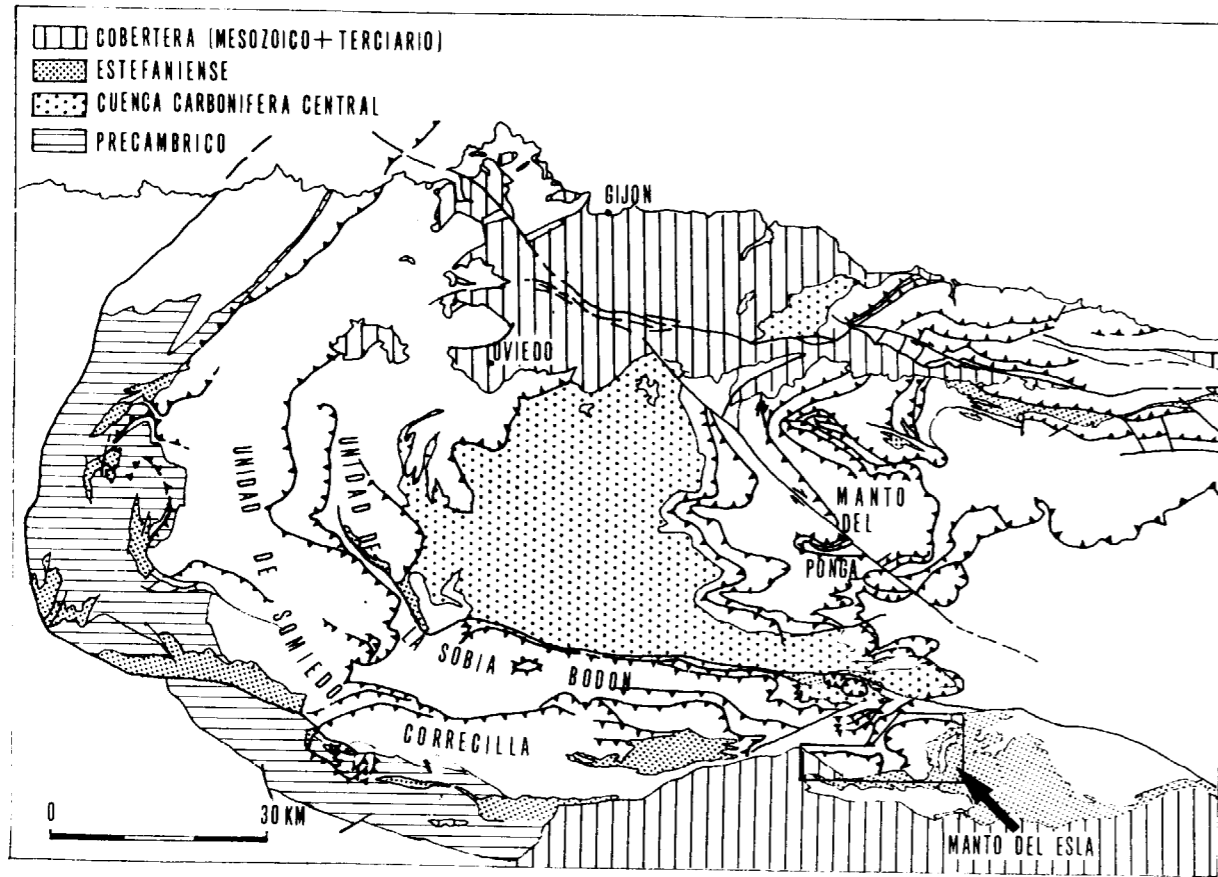 COBERTERA (MESOZOICO+TERCIARIO)
ESTEFANIENSE
CUENCA CARBONIFERA CENTRAL
PRECAMBRICO
GIJON
OVIEDO
UNIDAD DE SOMIEDO
UNIDAD DE LA SOBIA
BODON
CORRECILLA
MANTO
DEL
PONGA
0 30 KM
MANTO DEL ESLA